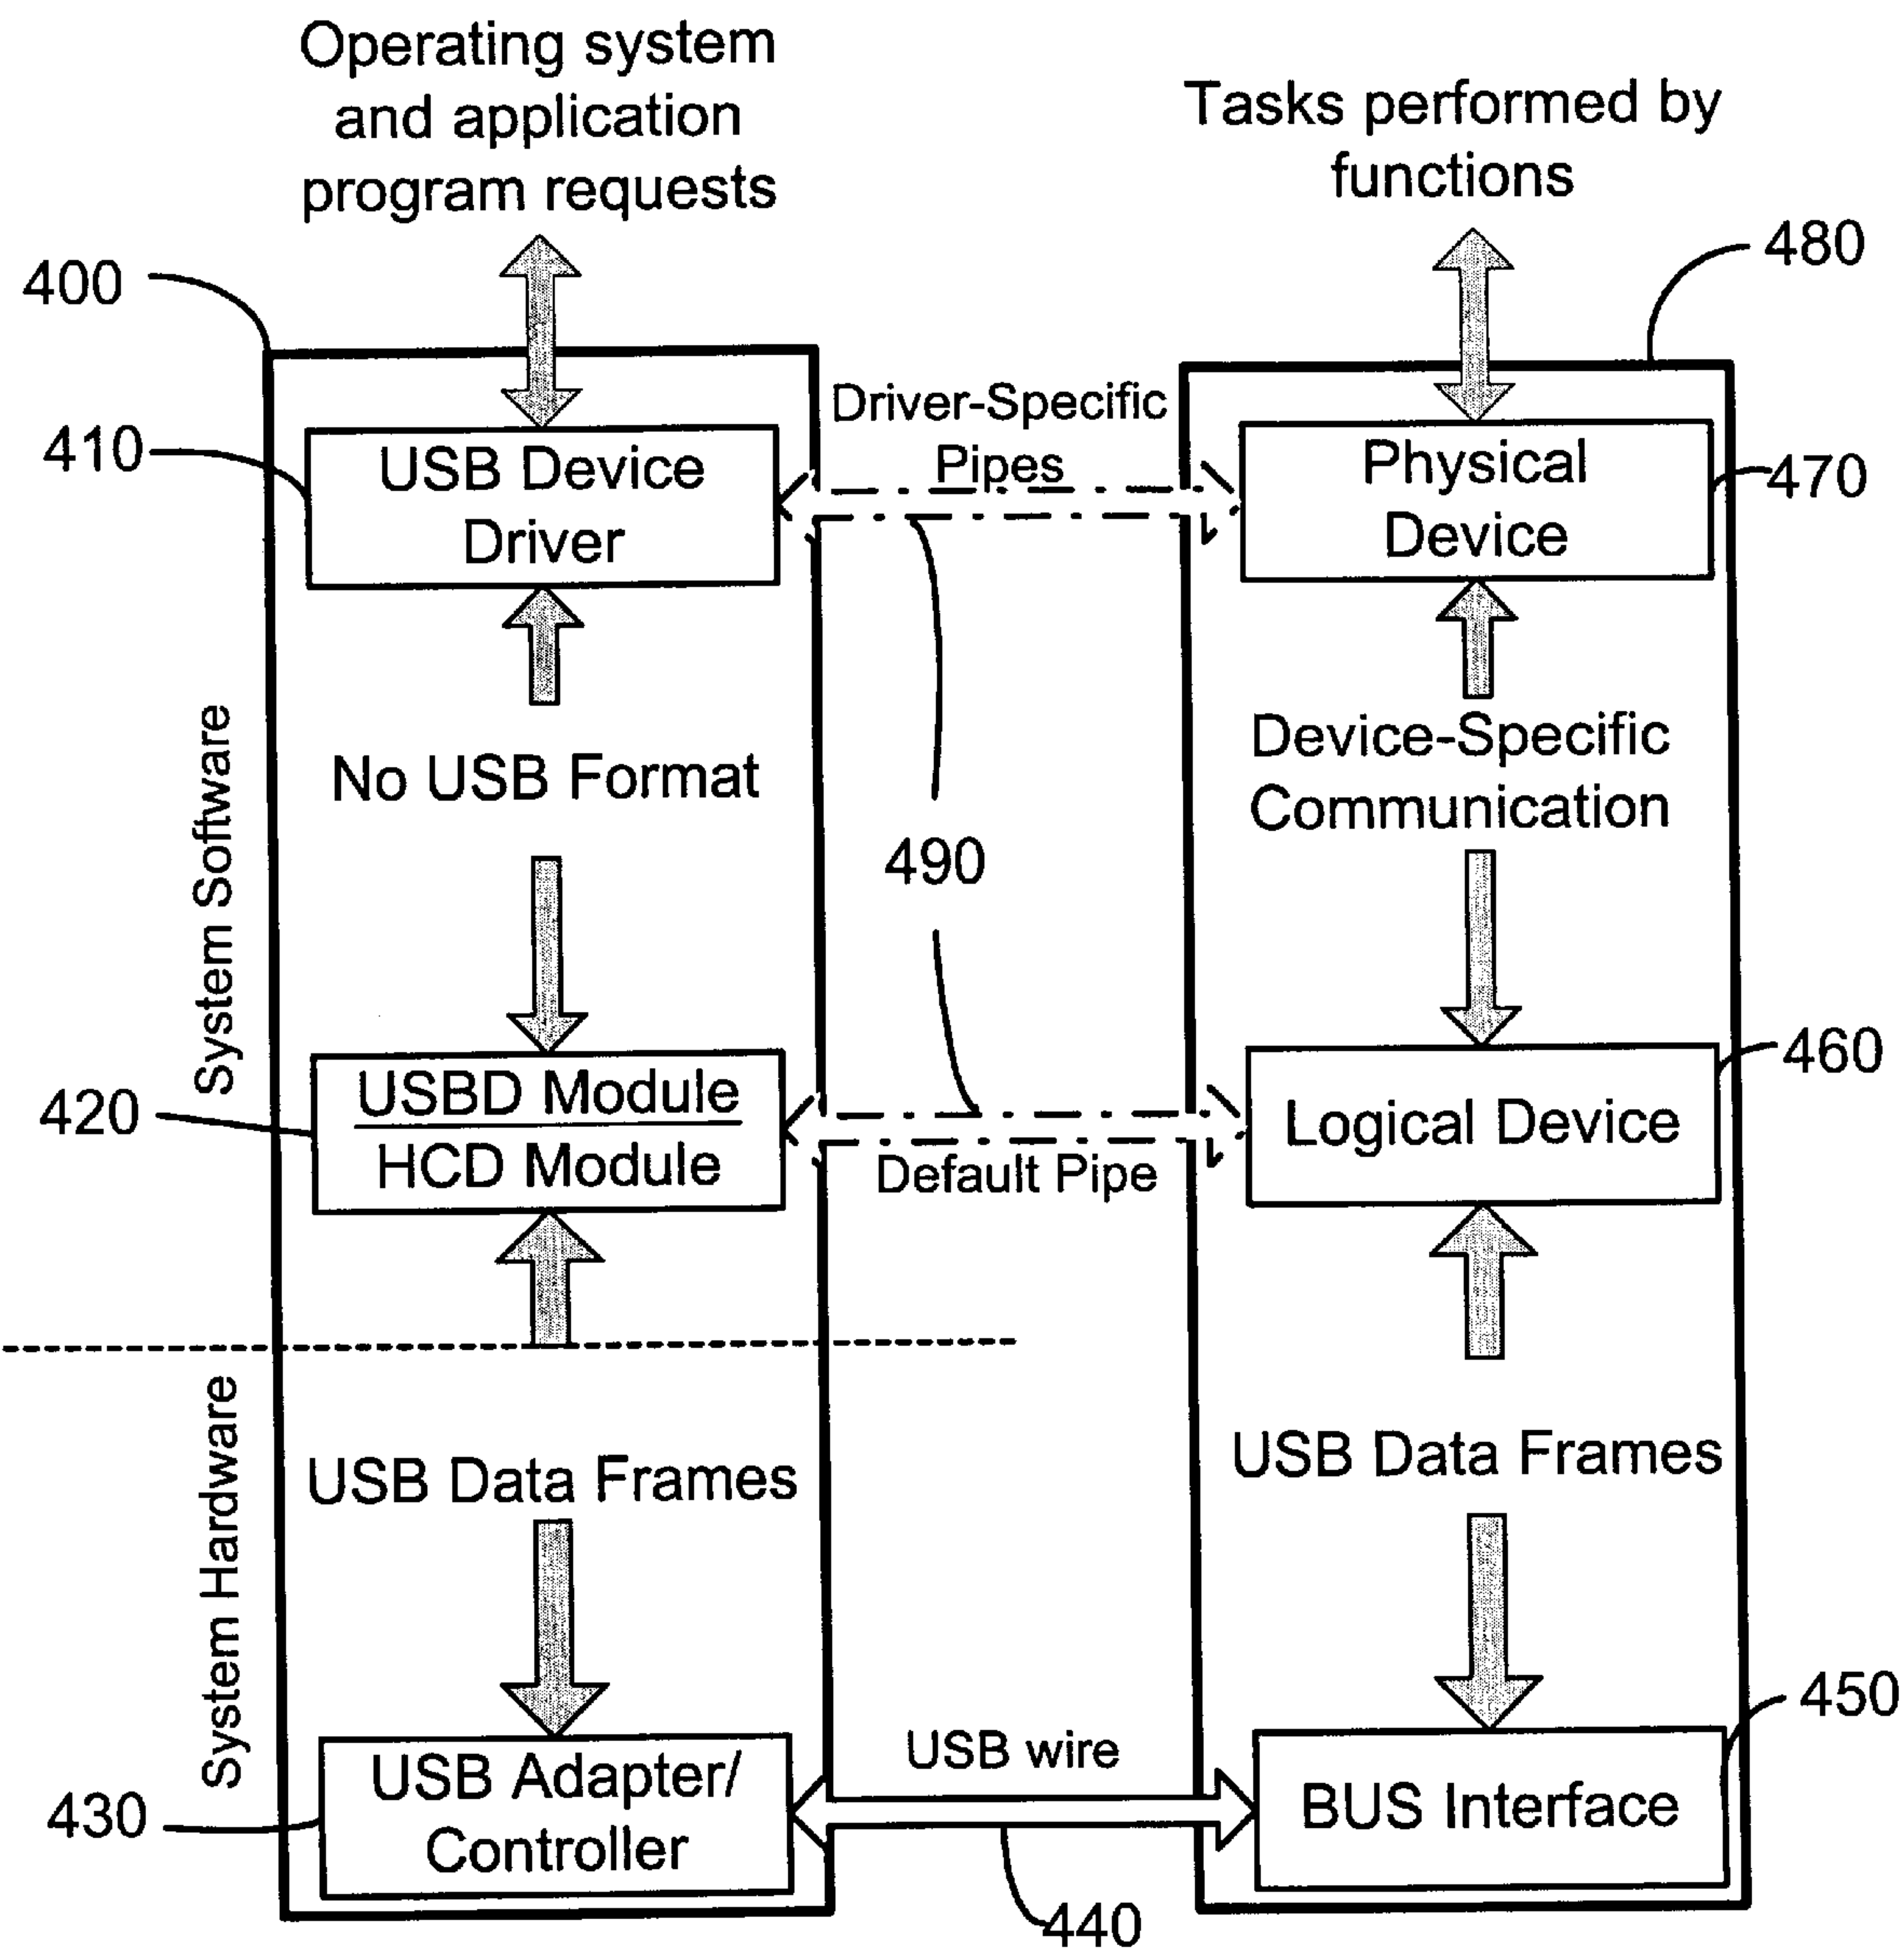 Operating system
and application
program requests
Tasks performed by
functions
400
480
410
USB Device
Driver
Driver-Specific
Pipes
Physical
Device
470
System Software
No USB Format
490
Device-Specific
Communication
420
USBD Module
HCD Module
Default Pipe
Logical Device
460
System Hardware
USB Data Frames
USB Data Frames
430
USB Adapter/
Controller
USB wire
440
BUS Interface
450